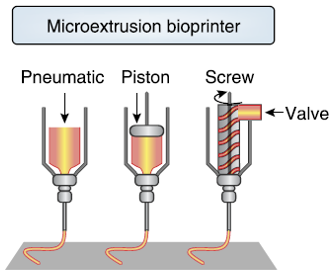 Microextrusion bioprinter
Pneumatic Piston Screw
Valve